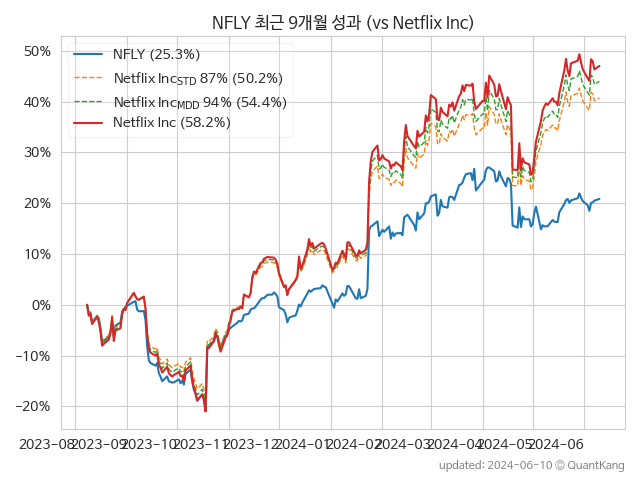 NFLY 최근 9개월 성과 (vs Netflix Inc)
NFLY (25.3%)
Netflix IncSTD 87% (50.2%)
Netflix IncMDD 94% (54.4%)
Netflix Inc (58.2%)
50%
40%
30%
20%
10%
0%
−10%
−20%
2023-08 2023-09 2023-10 2023-11 2023-12 2024-01 2024-02 2024-03 2024-04 2024-05 2024-06
updated: 2024-06-10 © QuantKang